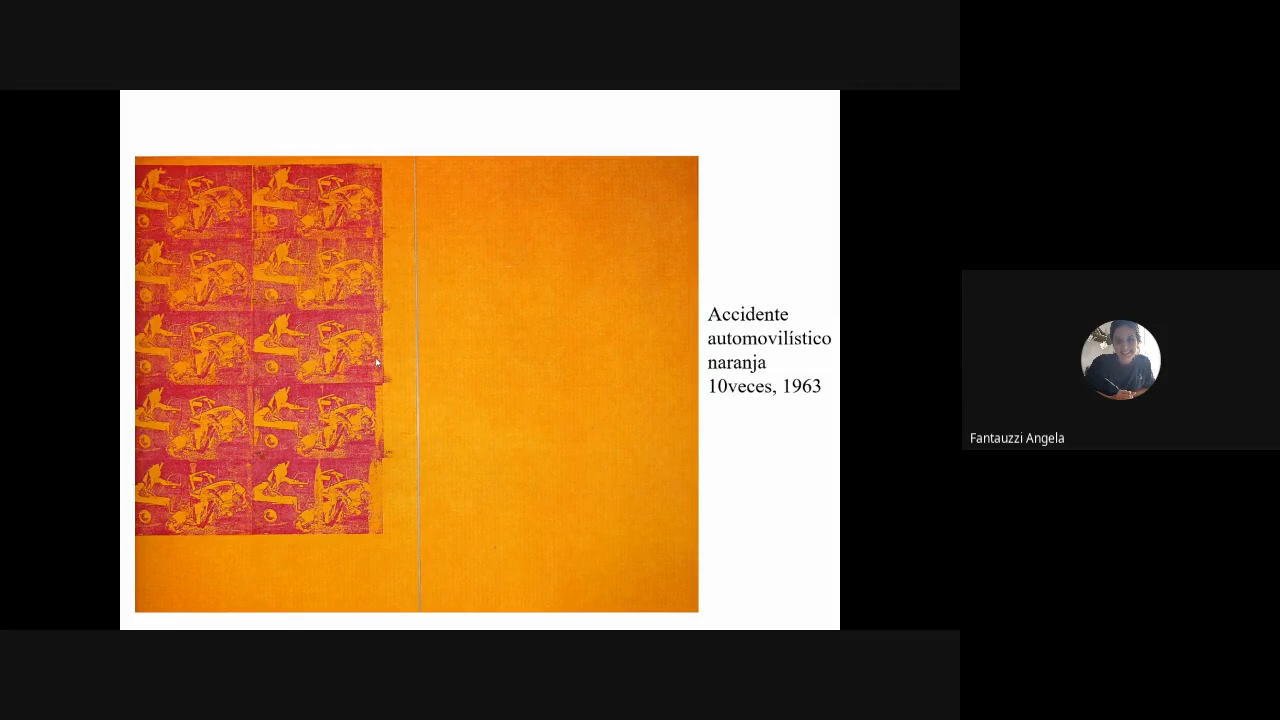 Accidente
automovilístico
naranja
10veces, 1963
Fantauzzi Angela